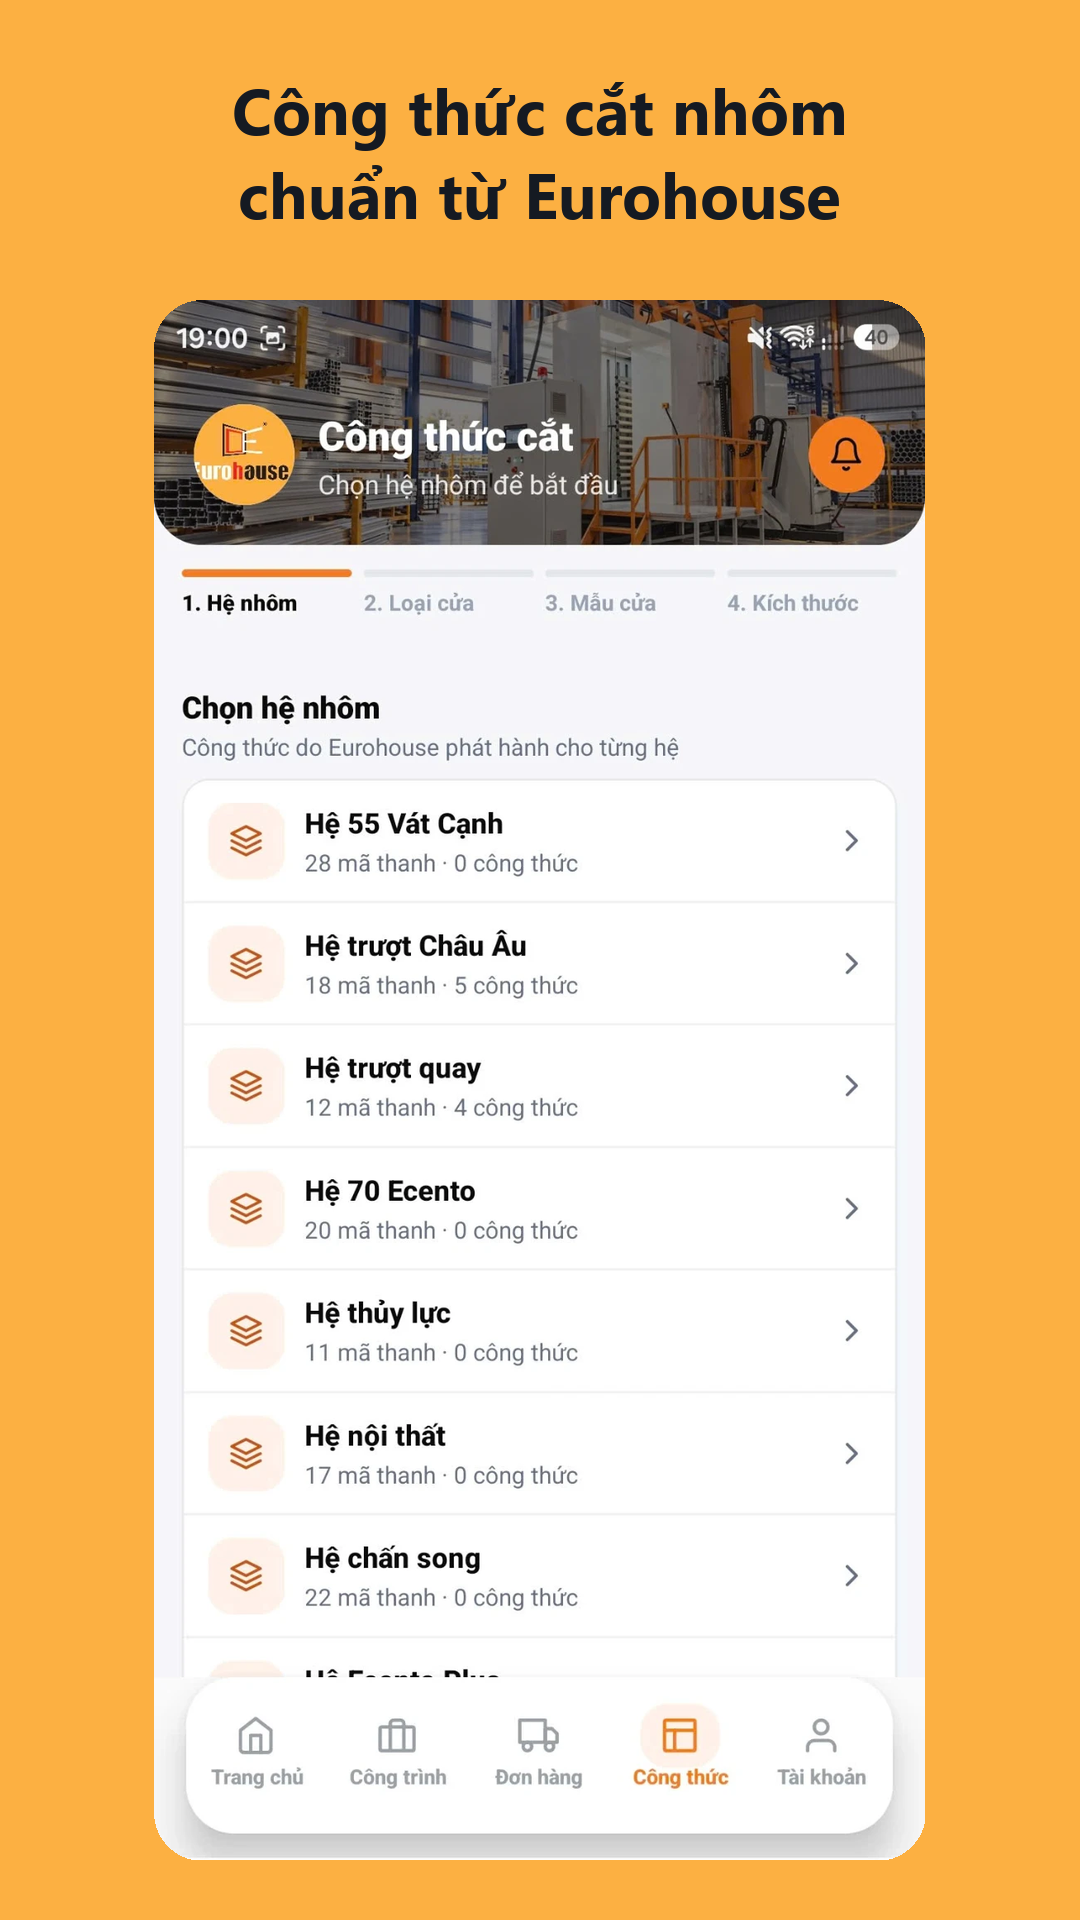 Công thức cắt nhôm
chuẩn từ Eurohouse
19:00
6
40
Eurohause
Công thức cắt
Chọn hệ nhôm để bắt đầu
1. Hệ nhôm
2. Loại cửa
3. Mẫu cửa
4. Kích thước
Chọn hệ nhôm
Công thức do Eurohouse phát hành cho từng hệ
Hệ 55 Vát Cạnh
28 mã thanh · 0 công thức
Hệ trượt Châu Âu
18 mã thanh · 5 công thức
Hệ trượt quay
12 mã thanh · 4 công thức
Hệ 70 Ecento
20 mã thanh · 0 công thức
Hệ thủy lực
11 mã thanh · 0 công thức
Hệ nội thất
17 mã thanh · 0 công thức
Hệ chấn song
22 mã thanh · 0 công thức
Hệ Ecento Plus
Trang chủ
Công trình
Đơn hàng
Công thức
Tài khoản